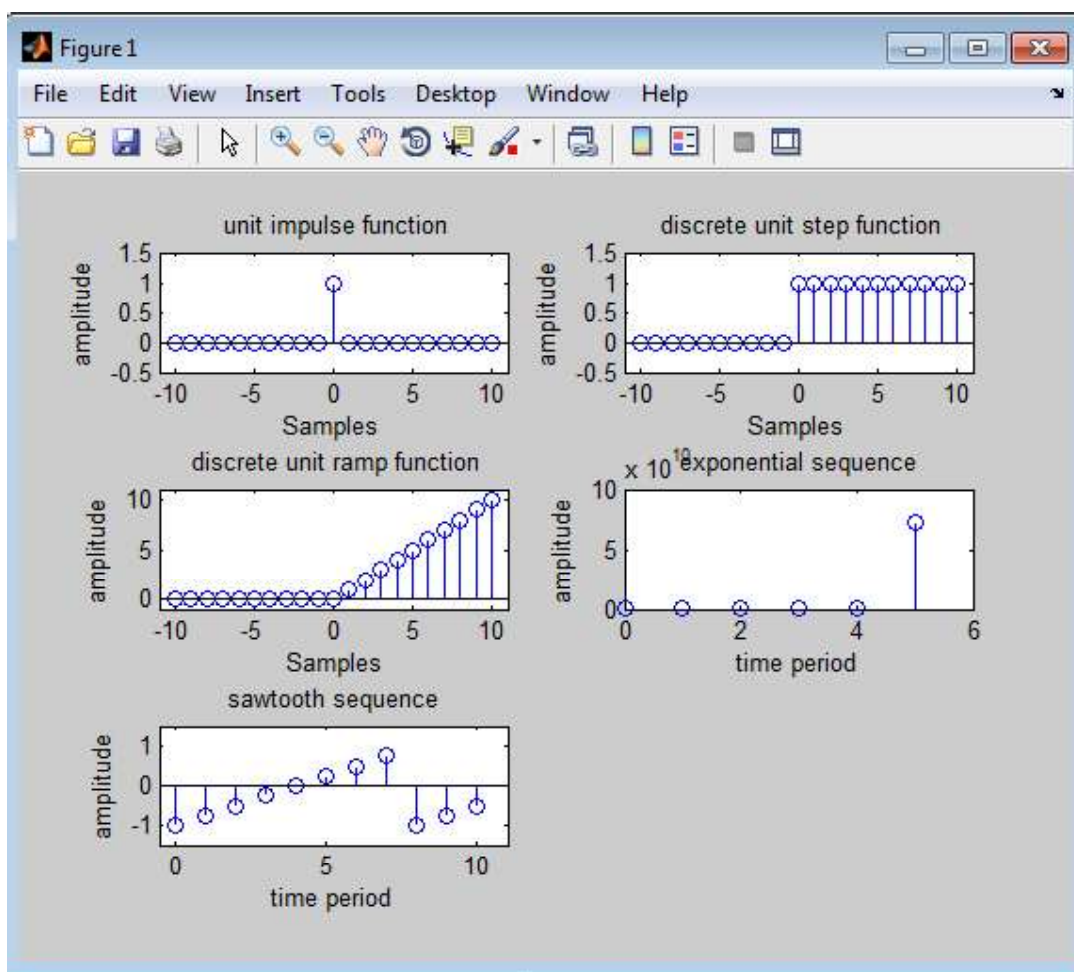 Figure 1
File Edit View Insert Tools Desktop Window Help
unit impulse function
1.5
1
0.5
0
-0.5
amplitude
-10 -5 0 5 10
Samples
discrete unit step function
1.5
1
0.5
0
-0.5
amplitude
-10 -5 0 5 10
Samples
discrete unit ramp function
10
5
0
amplitude
-10 -5 0 5 10
Samples
x 10^10
exponential sequence
10
5
0
amplitude
0 2 4 6
time period
sawtooth sequence
1
0
-1
amplitude
0 5 10
time period